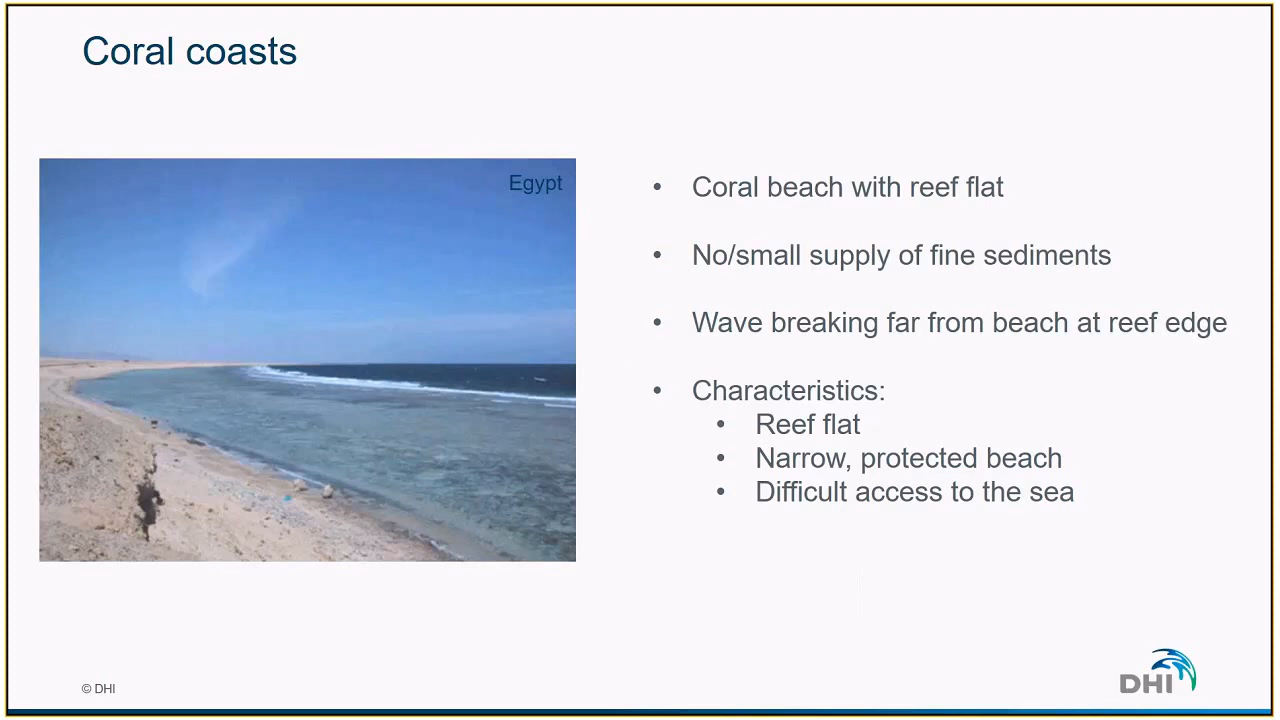 Coral coasts
Egypt
• Coral beach with reef flat
• No/small supply of fine sediments
• Wave breaking far from beach at reef edge
• Characteristics:
• Reef flat
• Narrow, protected beach
• Difficult access to the sea
© DHI
DHI